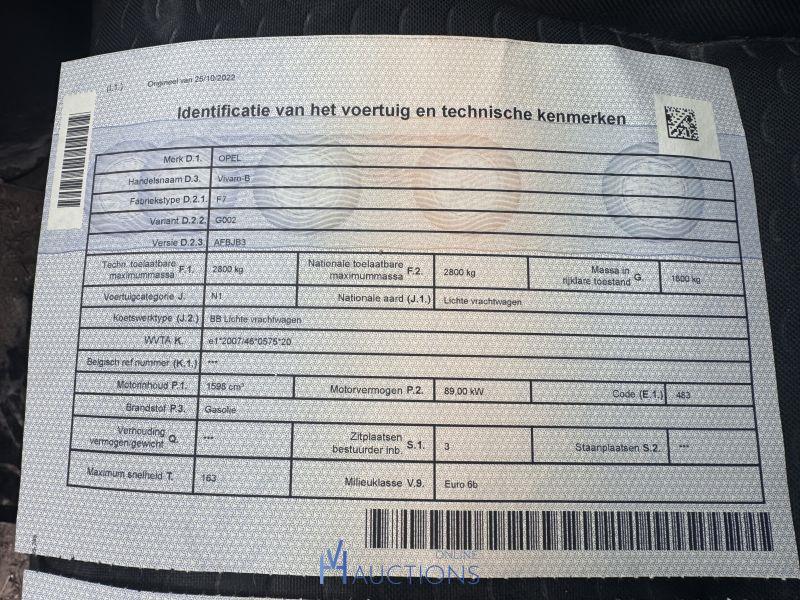 (I.1.) Origineel van 25/10/2022
Identificatie van het voertuig en technische kenmerken
Merk D.1. OPEL
Handelsnaam D.3. Vivaro-B
Fabriekstype D.2.1. F7
Variant D.2.2. G002
Versie D.2.3. AFBJB3
Techn. toelaatbare maximummassa F.1. 2800 kg Nationale toelaatbare maximummassa F.2. 2800 kg Massa in rijklare toestand G. 1800 kg
Voertuigcategorie J. N1 Nationale aard (J.1.) Lichte vrachtwagen
Koetswerktype (J.2.) BB Lichte vrachtwagen
WVTA K. e1*2007/46*0575*20
Belgisch ref nummer (K.1.) ***
Motorinhoud P.1. 1598 cm³ Motorvermogen P.2. 89,00 kW Code (E.1.) 463
Brandstof P.3. Gasolie
Verhouding vermogen/gewicht Q. *** Zitplaatsen bestuurder inb. S.1. 3 Staanplaatsen S.2. ***
Maximum snelheid T. 163 Milieuklasse V.9. Euro 6b
ONLINE
AUCTIONS